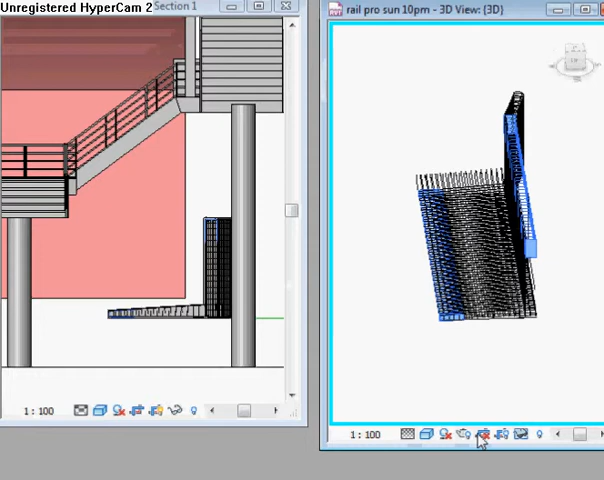 Unregistered HyperCam 2
Section 1
rail pro sun 10pm - 3D View: {3D}
1 : 100
1 : 100